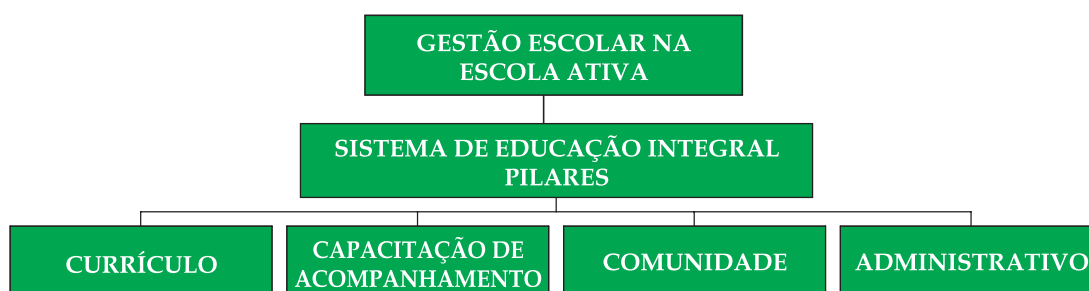 GESTÃO ESCOLAR NA
ESCOLA ATIVA
SISTEMA DE EDUCAÇÃO INTEGRAL
PILARES
CURRÍCULO
CAPACITAÇÃO DE
ACOMPANHAMENTO
COMUNIDADE
ADMINISTRATIVO